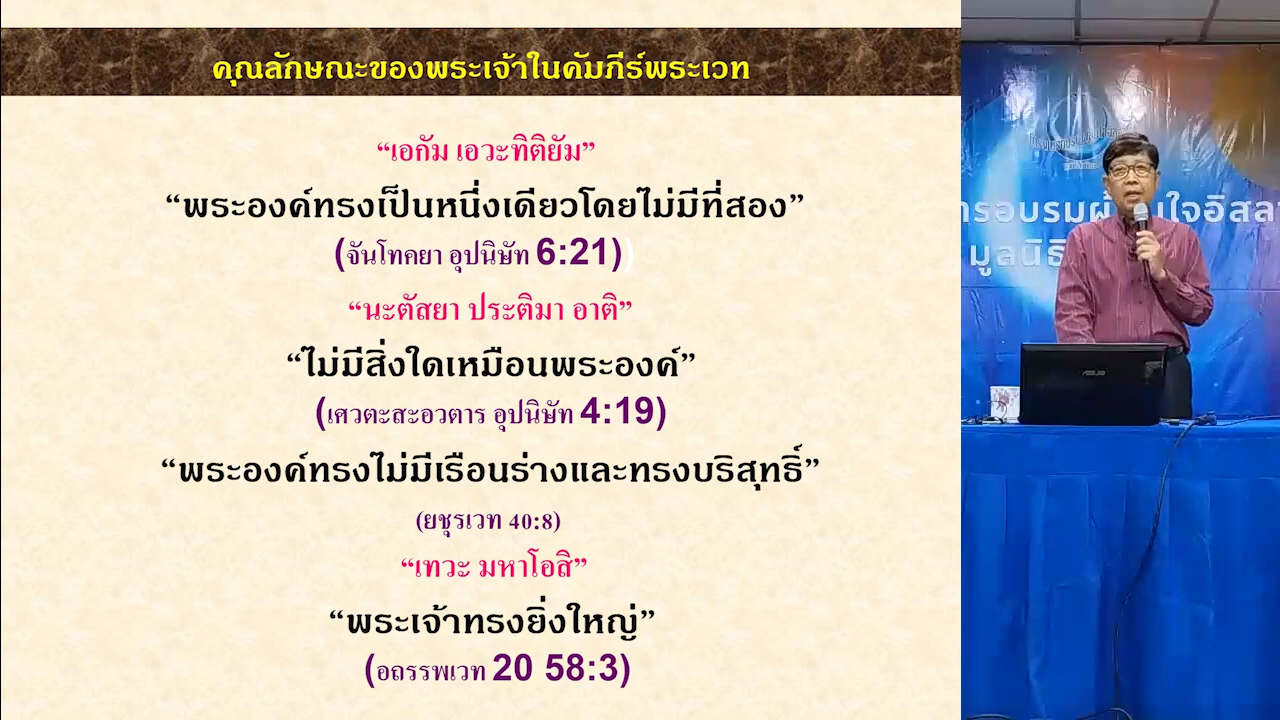 คุณลักษณะของพระเจ้าในคัมภีร์พระเวท
“เอกัม เอวะทิติยัม”
“พระองค์ทรงเป็นหนึ่งเดียวโดยไม่มีที่สอง”
(จันโทคยา อุปนิษัท 6:21)
“นะตัสยา ประติมา อาติ”
“ไม่มีสิ่งใดเหมือนพระองค์”
(เศวตะสะอวตาร อุปนิษัท 4:19)
“พระองค์ทรงไม่มีเรือนร่างและทรงบริสุทธิ์”
(ยชุรเวท 40:8)
“เทวะ มหาโอสิ”
“พระเจ้าทรงยิ่งใหญ่”
(อถรรพเวท 20 58:3)
มูลนิธิ
ASUS